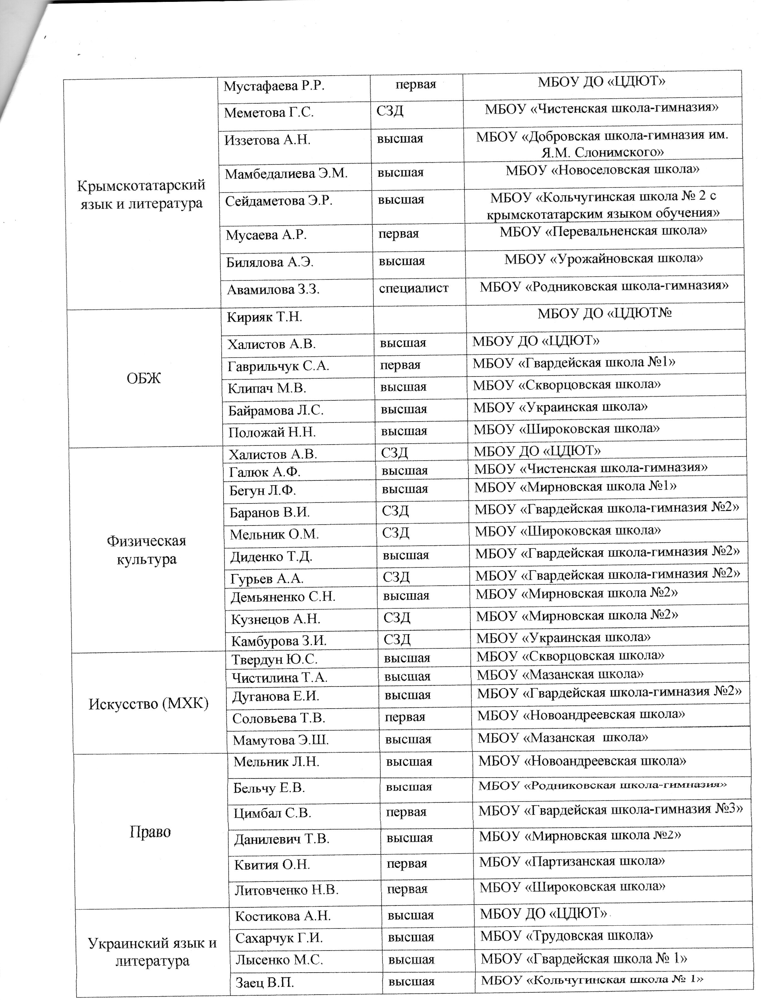 Крымскотатарский
язык и литература
Мустафаева Р.Р. первая МБОУ ДО «ЦДЮТ»
Меметова Г.С. СЗД МБОУ «Чистенская школа-гимназия»
Иззетова А.Н. высшая МБОУ «Добровская школа-гимназия им.
Я.М. Слонимского»
Мамбедалиева Э.М. высшая МБОУ «Новоселовская школа»
Сейдаметова Э.Р. высшая МБОУ «Кольчугинская школа № 2 с
крымскотатарским языком обучения»
Мусаева А.Р. первая МБОУ «Перевальненская школа»
Билялова А.Э. высшая МБОУ «Урожайновская школа»
Авамилова З.З. специалист МБОУ «Родниковская школа-гимназия»
ОБЖ
Кирияк Т.Н. МБОУ ДО «ЦДЮТ№
Халистов А.В. высшая МБОУ ДО «ЦДЮТ»
Гаврильчук С.А. первая МБОУ «Гвардейская школа №1»
Клипач М.В. высшая МБОУ «Скворцовская школа»
Байрамова Л.С. высшая МБОУ «Украинская школа»
Положай Н.Н. высшая МБОУ «Широковская школа»
Физическая
культура
Халистов А.В. СЗД МБОУ ДО «ЦДЮТ»
Галюк А.Ф. высшая МБОУ «Чистенская школа-гимназия»
Бегун Л.Ф. высшая МБОУ «Мирновская школа №1»
Баранов В.И. СЗД МБОУ «Гвардейская школа-гимназия №2»
Мельник О.М. СЗД МБОУ «Широковская школа»
Диденко Т.Д. высшая МБОУ «Гвардейская школа-гимназия №2»
Гурьев А.А. СЗД МБОУ «Гвардейская школа-гимназия №2»
Демьяненко С.Н. высшая МБОУ «Мирновская школа №2»
Кузнецов А.Н. СЗД МБОУ «Мирновская школа №2»
Камбурова З.И. СЗД МБОУ «Украинская школа»
Искусство (МХК)
Твердун Ю.С. высшая МБОУ «Скворцовская школа»
Чистилина Т.А. высшая МБОУ «Мазанская школа»
Дуганова Е.И. высшая МБОУ «Гвардейская школа-гимназия №2»
Соловьева Т.В. первая МБОУ «Новоандреевская школа»
Мамутова Э.Ш. высшая МБОУ «Мазанская школа»
Право
Мельник Л.Н. высшая МБОУ «Новоандреевская школа»
Бельчу Е.В. высшая МБОУ «Родниковская школа-гимназия»
Цимбал С.В. первая МБОУ «Гвардейская школа-гимназия №3»
Данилевич Т.В. высшая МБОУ «Мирновская школа №2»
Квития О.Н. первая МБОУ «Партизанская школа»
Литовченко Н.В. первая МБОУ «Широковская школа»
Украинский язык и
литература
Костикова А.Н. высшая МБОУ ДО «ЦДЮТ»
Сахарчук Г.И. высшая МБОУ «Трудовская школа»
Лысенко М.С. высшая МБОУ «Гвардейская школа № 1»
Заец В.П. высшая МБОУ «Кольчугинская школа № 1»